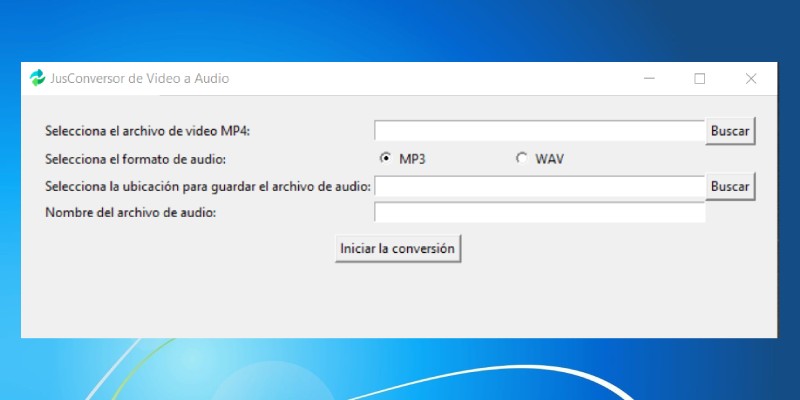 JusConversor de Video a Audio
Selecciona el archivo de video MP4: Buscar
Selecciona el formato de audio: MP3 WAV
Selecciona la ubicación para guardar el archivo de audio: Buscar
Nombre del archivo de audio:
Iniciar la conversión